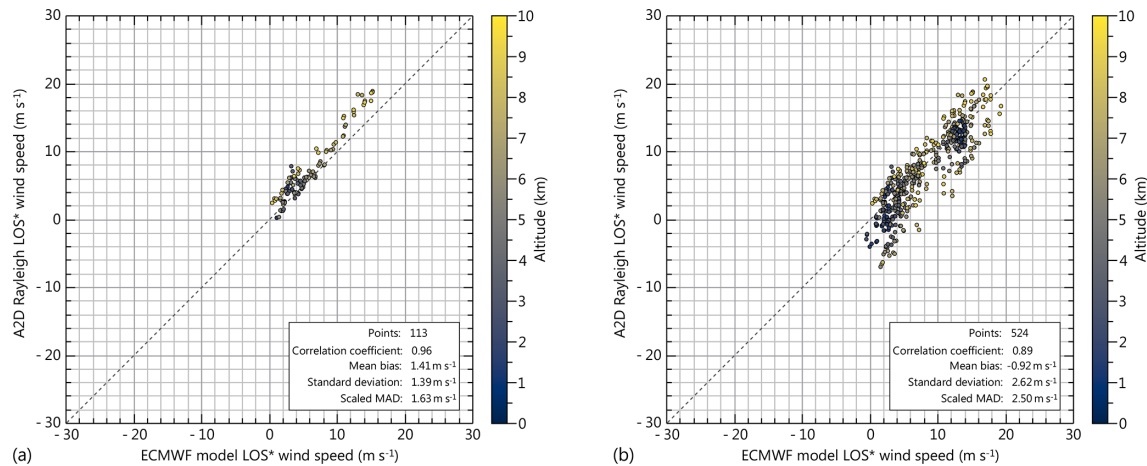 30
20
10
0
- 10
- 20
- 30
- 30
- 20
- 10
0
10
20
30
A2D Rayleigh LOS* wind speed (m s⁻¹)
ECMWF model LOS* wind speed (m s⁻¹)
Points: 113
Correlation coefficient: 0.96
Mean bias: 1.41 m s⁻¹
Standard deviation: 1.39 m s⁻¹
Scaled MAD: 1.63 m s⁻¹
10
9
8
7
6
5
4
3
2
1
0
Altitude (km)
(a)
30
20
10
0
- 10
- 20
- 30
- 30
- 20
- 10
0
10
20
30
A2D Rayleigh LOS* wind speed (m s⁻¹)
ECMWF model LOS* wind speed (m s⁻¹)
Points: 524
Correlation coefficient: 0.89
Mean bias: -0.92 m s⁻¹
Standard deviation: 2.62 m s⁻¹
Scaled MAD: 2.50 m s⁻¹
10
9
8
7
6
5
4
3
2
1
0
Altitude (km)
(b)